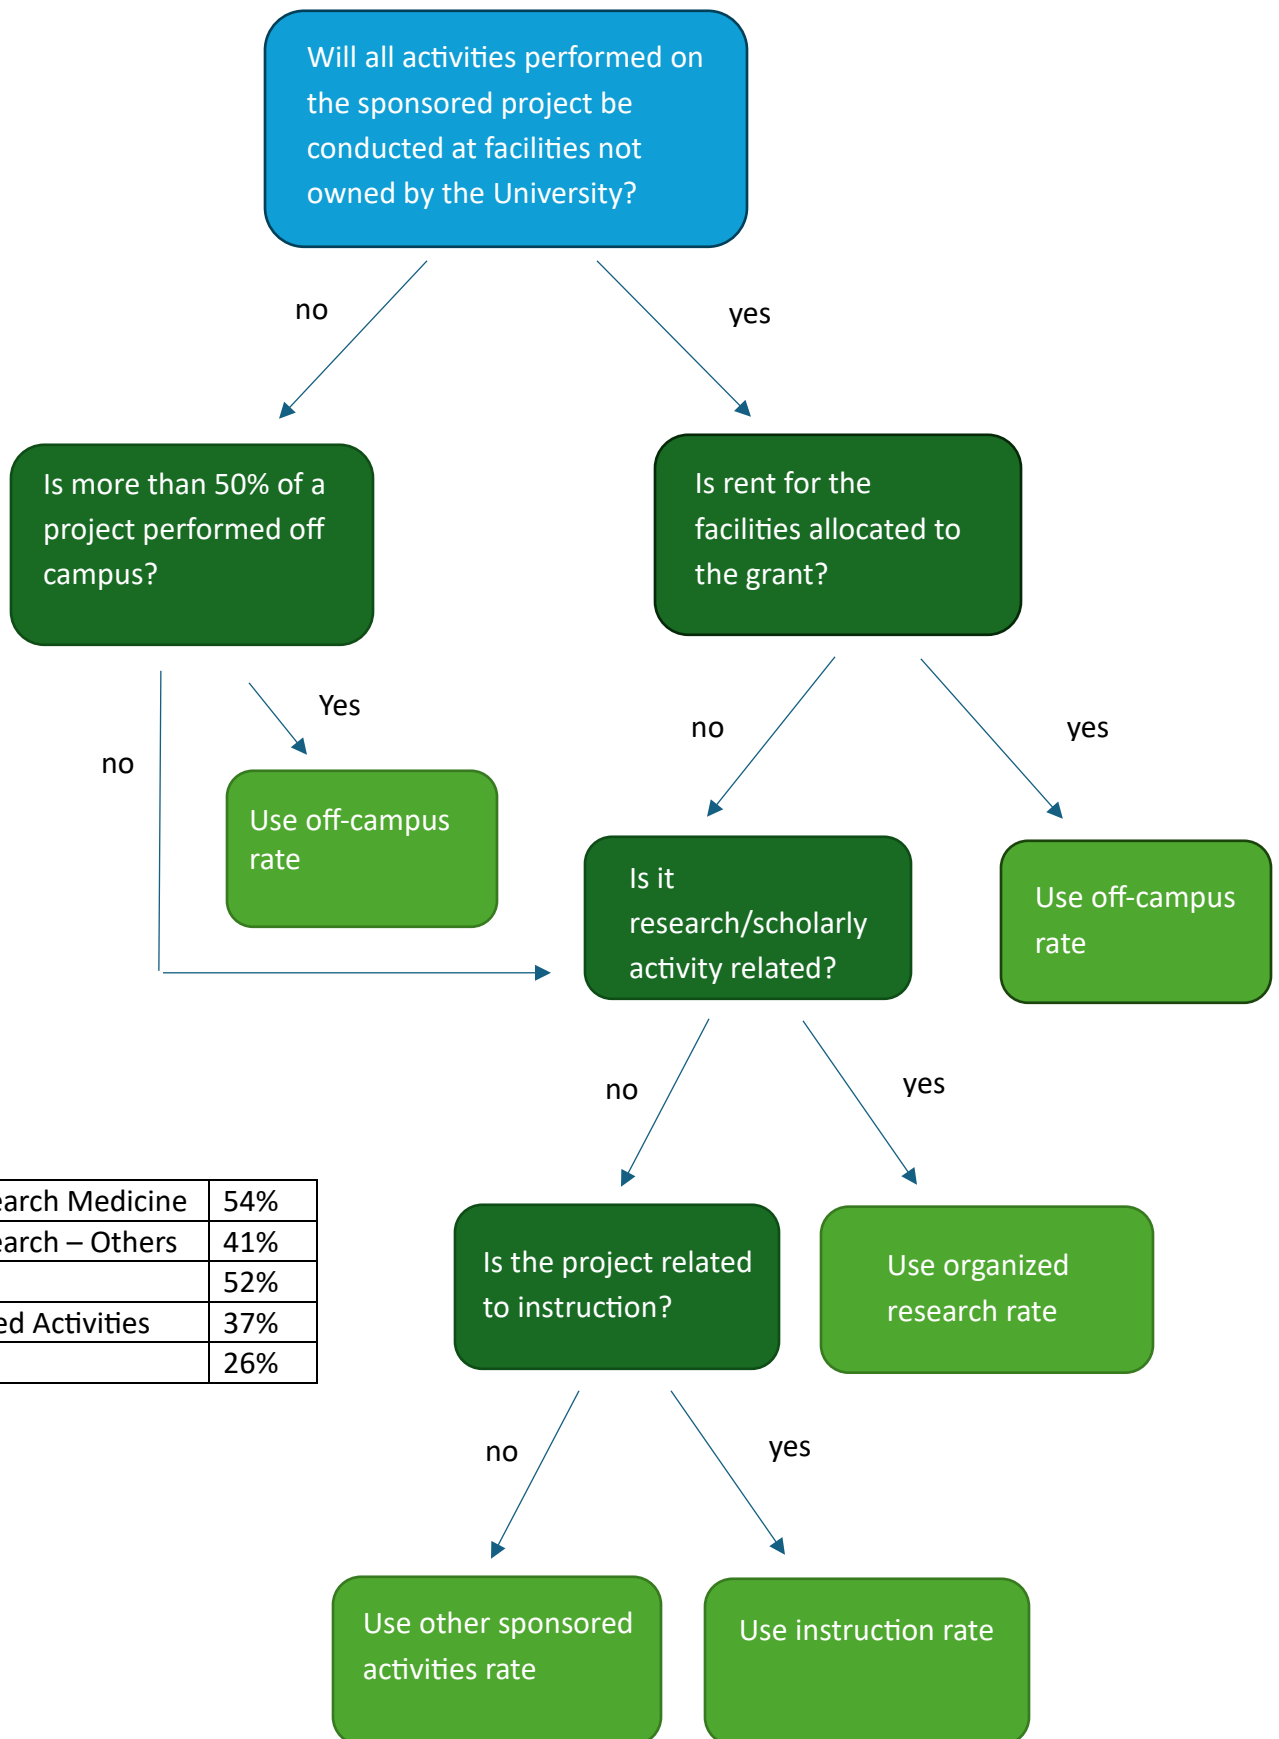 Will all activities performed on
the sponsored project be
conducted at facilities not
owned by the University?
no
yes
Is more than 50% of a
project performed off
campus?
Is rent for the
facilities allocated to
the grant?
Yes
no
no
yes
Use off-campus
rate
Is it
research/scholarly
activity related?
Use off-campus
rate
no
yes
earch Medicine 54%
earch – Others 41%
52%
ed Activities 37%
26%
Is the project related
to instruction?
Use organized
research rate
no
yes
Use other sponsored
activities rate
Use instruction rate